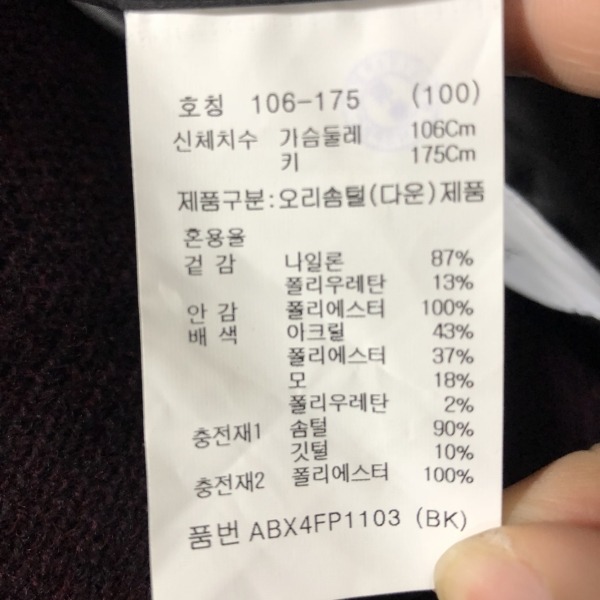 호칭 106-175 (100)
신체치수 가슴둘레 106Cm
키 175Cm
제품구분:오리솜털(다운)제품
혼용율
겉 감 나일론 87%
폴리우레탄 13%
안 감 폴리에스터 100%
배 색 아크릴 43%
폴리에스터 37%
모 18%
폴리우레탄 2%
충전재1 솜털 90%
깃털 10%
충전재2 폴리에스터 100%
품번 ABX4FP1103 (BK)